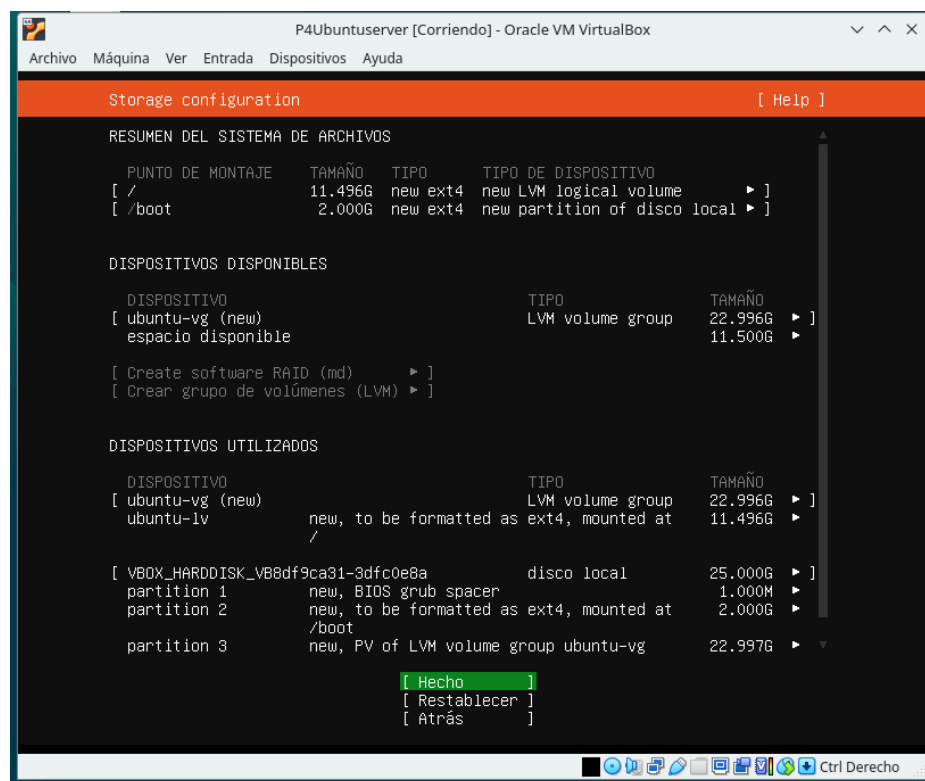 P4Ubuntuserver [Corriendo] - Oracle VM VirtualBox
Archivo Máquina Ver Entrada Dispositivos Ayuda
Storage configuration [ Help ]
RESUMEN DEL SISTEMA DE ARCHIVOS
PUNTO DE MONTAJE TAMAÑO TIPO TIPO DE DISPOSITIVO
[ / 11.496G new ext4 new LVM logical volume ▸ ]
[ /boot 2.000G new ext4 new partition of disco local ▸ ]
DISPOSITIVOS DISPONIBLES
DISPOSITIVO TIPO TAMAÑO
[ ubuntu-vg (new) LVM volume group 22.996G ▸ ]
espacio disponible 11.500G ▸
[ Create software RAID (md) ▸ ]
[ Crear grupo de volúmenes (LVM) ▸ ]
DISPOSITIVOS UTILIZADOS
DISPOSITIVO TIPO TAMAÑO
[ ubuntu-vg (new) LVM volume group 22.996G ▸ ]
ubuntu-lv new, to be formatted as ext4, mounted at 11.496G ▸
/
[ VBOX_HARDDISK_VB8df9ca31-3dfc0e8a disco local 25.000G ▸ ]
partition 1 new, BIOS grub spacer 1.000M ▸
partition 2 new, to be formatted as ext4, mounted at 2.000G ▸
/boot
partition 3 new, PV of LVM volume group ubuntu-vg 22.997G ▸
[ Hecho ]
[ Restablecer ]
[ Atrás ]
Ctrl Derecho